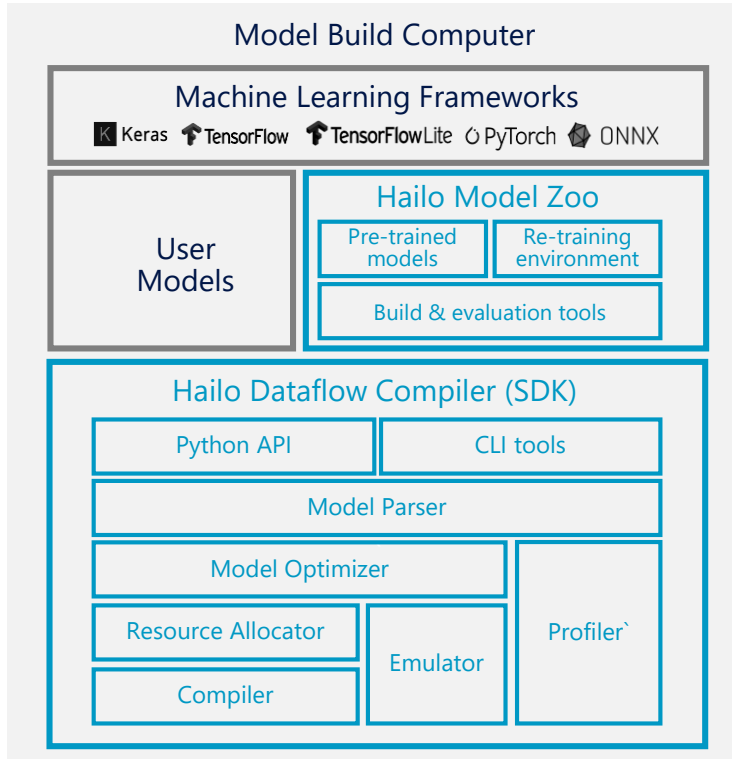 Model Build Computer
Machine Learning Frameworks
K Keras TensorFlow TensorFlow Lite PyTorch ONNX
User
Models
Hailo Model Zoo
Pre-trained
models
Re-training
environment
Build & evaluation tools
Hailo Dataflow Compiler (SDK)
Python API
CLI tools
Model Parser
Model Optimizer
Resource Allocator
Compiler
Emulator
Profiler`